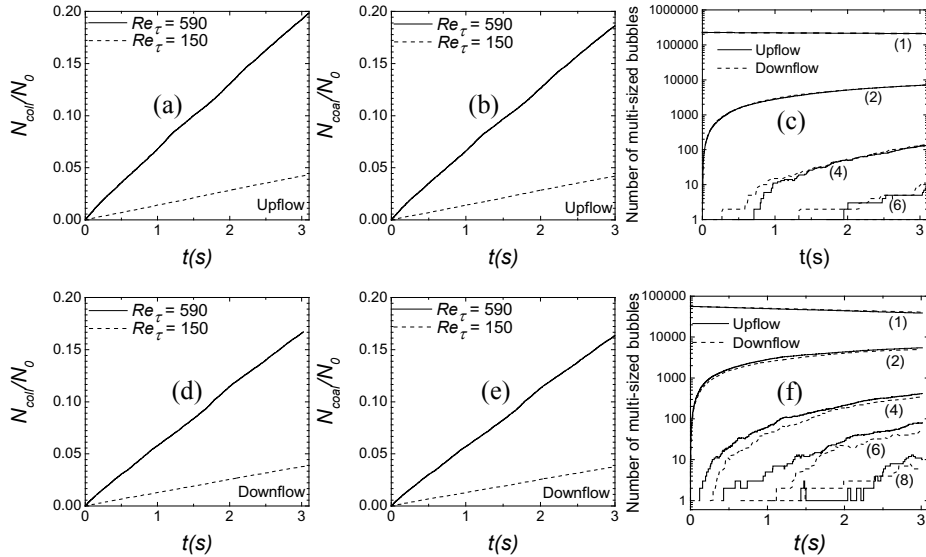 N_coll/N_0
0.20
0.15
0.10
0.05
0.00
Re_τ = 590
Re_τ = 150
(a)
Upflow
0 1 2 3
t(s)
N_coal/N_0
0.20
0.15
0.10
0.05
0.00
Re_τ = 590
Re_τ = 150
(b)
Upflow
0 1 2 3
t(s)
Number of multi-sized bubbles
100000
10000
1000
100
10
1
(1)
Upflow
Downflow
(2)
(c)
(4)
(6)
0 1 2 3
t(s)
N_coll/N_0
0.20
0.15
0.10
0.05
0.00
Re_τ = 590
Re_τ = 150
(d)
Downflow
0 1 2 3
t(s)
N_coal/N_0
0.20
0.15
0.10
0.05
0.00
Re_τ = 590
Re_τ = 150
(e)
Downflow
0 1 2 3
t(s)
Number of multi-sized bubbles
100000
10000
1000
100
10
1
Upflow
Downflow
(1)
(2)
(f)
(4)
(6)
(8)
0 1 2 3
t(s)